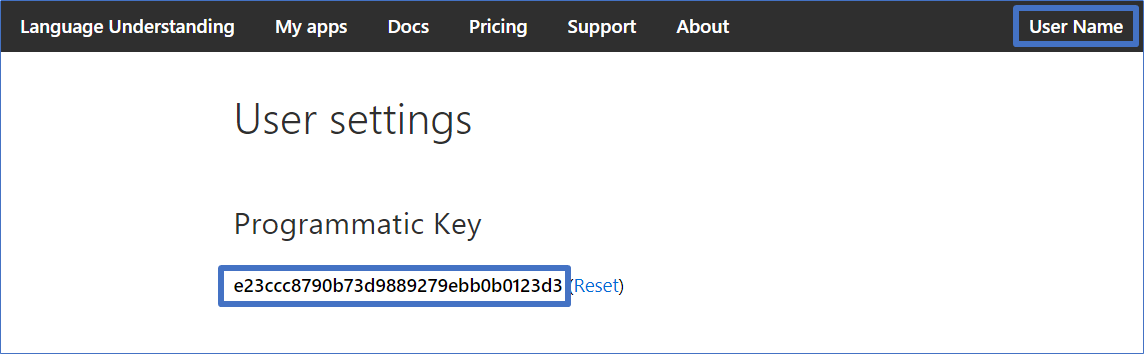 Language Understanding My apps Docs Pricing Support About User Name
User settings
Programmatic Key
e23ccc8790b73d9889279ebb0b0123d3 (Reset)